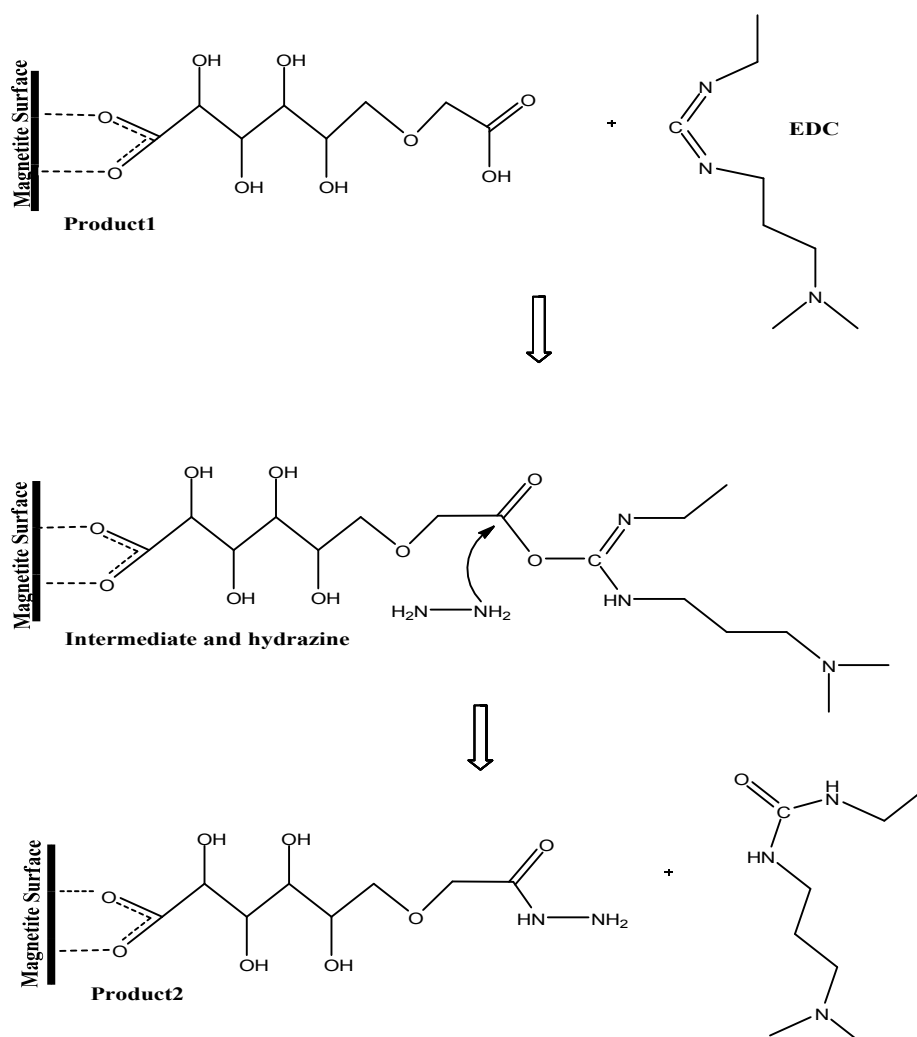 Magnetite Surface
OH OH
N
O
O
C
+
EDC
O
O
N
OH
OH OH
Product1
N
Magnetite Surface
OH OH
O
N
O
O
O C
O
OH OH
HN
H2N NH2
Intermediate and hydrazine
N
O
H
N
C
Magnetite Surface
OH OH
O
HN
+
O
O HN NH2
O
OH OH
Product2
N